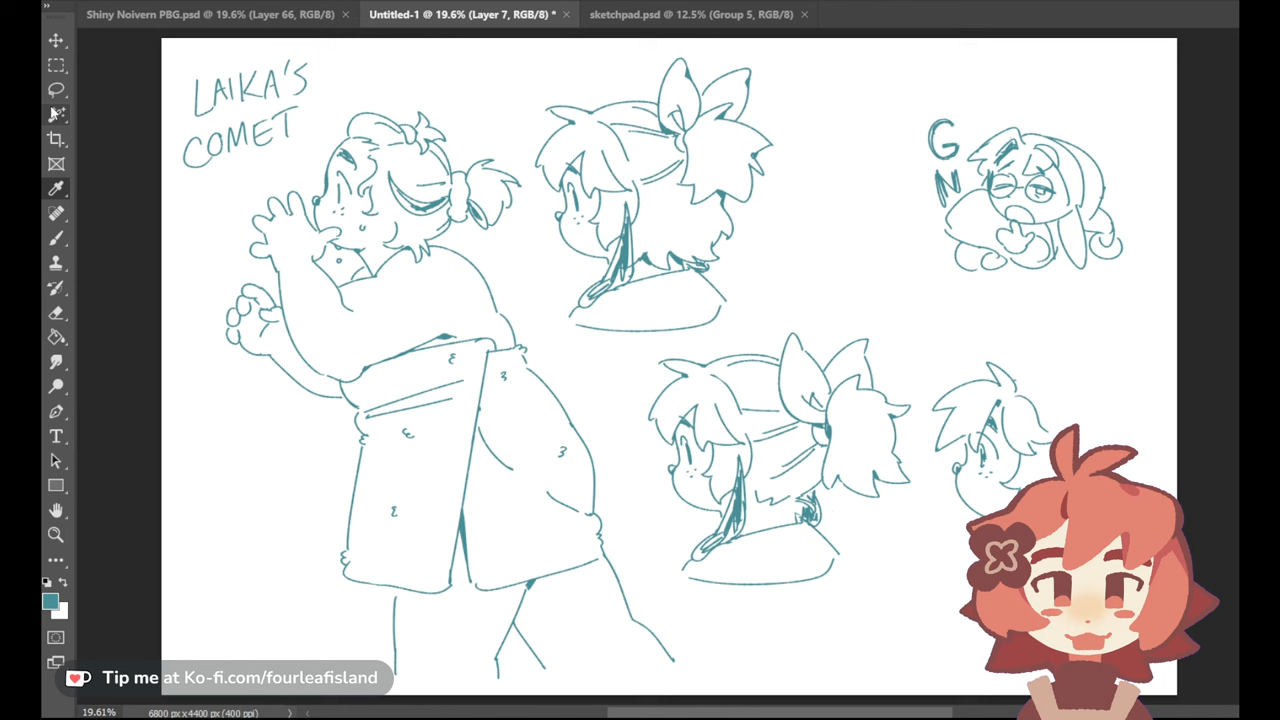 Shiny Noivern PBG.psd @ 19.6% (Layer 66, RGB/8) ×
Untitled-1 @ 19.6% (Layer 7, RGB/8) * ×
sketchpad.psd @ 12.5% (Group 5, RGB/8) ×
LAIKA'S
COMET
G
N
Tip me at Ko-fi.com/fourleafisland
19.61%
6800 px x 4400 px (400 ppi)